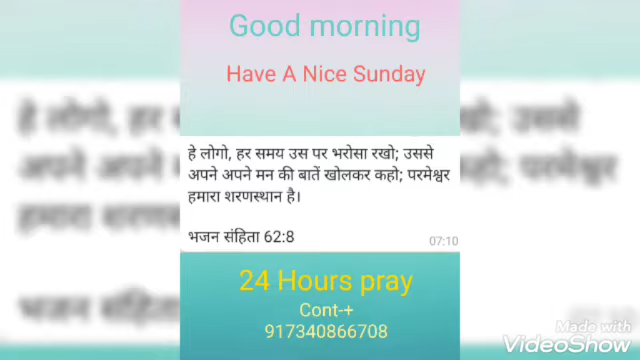 Good morning
Have A Nice Sunday
हे लोगो, हर समय उस पर भरोसा रखो; उससे
अपने अपने मन की बातें खोलकर कहो; परमेश्वर
हमारा शरणस्थान है।
भजन संहिता 62:8
07:10
24 Hours pray
Cont-+
917340866708
Made with
VideoShow